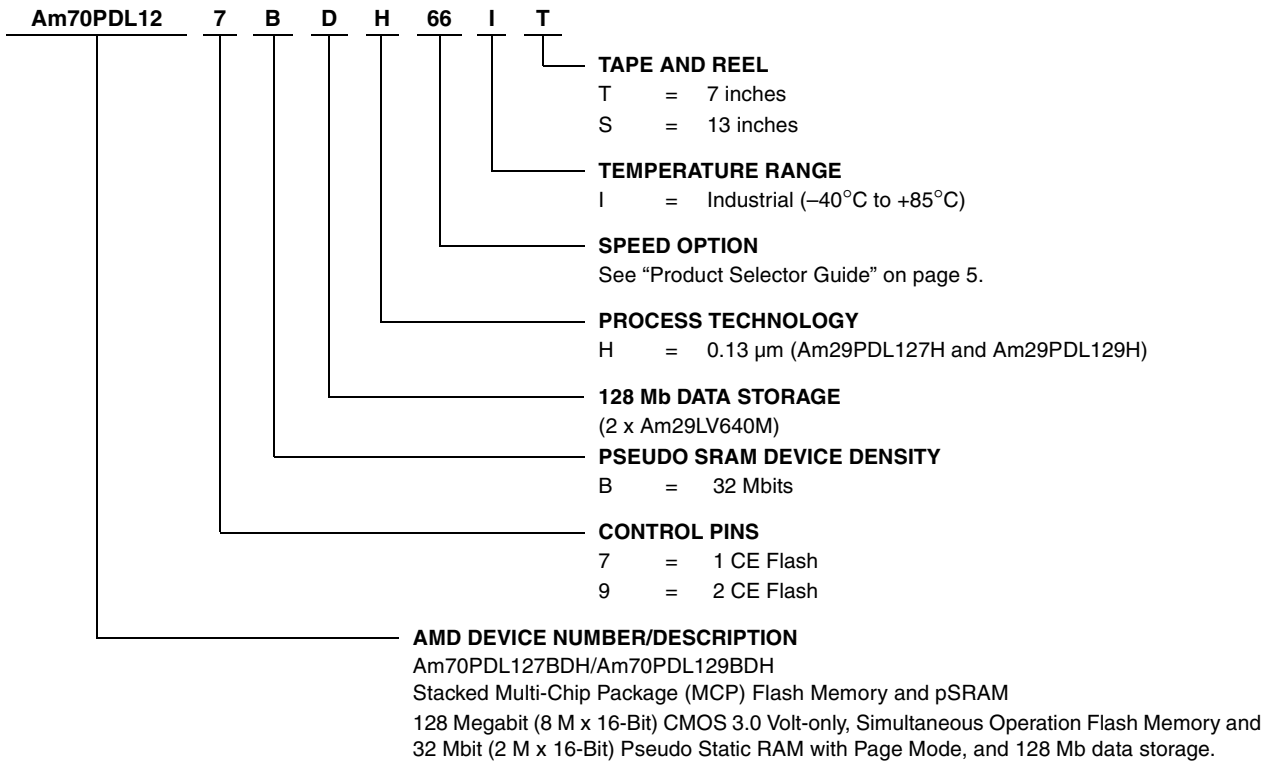 Am70PDL12 7 B D H 66 I T
TAPE AND REEL
T = 7 inches
S = 13 inches
TEMPERATURE RANGE
I = Industrial (–40°C to +85°C)
SPEED OPTION
See “Product Selector Guide” on page 5.
PROCESS TECHNOLOGY
H = 0.13 µm (Am29PDL127H and Am29PDL129H)
128 Mb DATA STORAGE
(2 x Am29LV640M)
PSEUDO SRAM DEVICE DENSITY
B = 32 Mbits
CONTROL PINS
7 = 1 CE Flash
9 = 2 CE Flash
AMD DEVICE NUMBER/DESCRIPTION
Am70PDL127BDH/Am70PDL129BDH
Stacked Multi-Chip Package (MCP) Flash Memory and pSRAM
128 Megabit (8 M x 16-Bit) CMOS 3.0 Volt-only, Simultaneous Operation Flash Memory and
32 Mbit (2 M x 16-Bit) Pseudo Static RAM with Page Mode, and 128 Mb data storage.